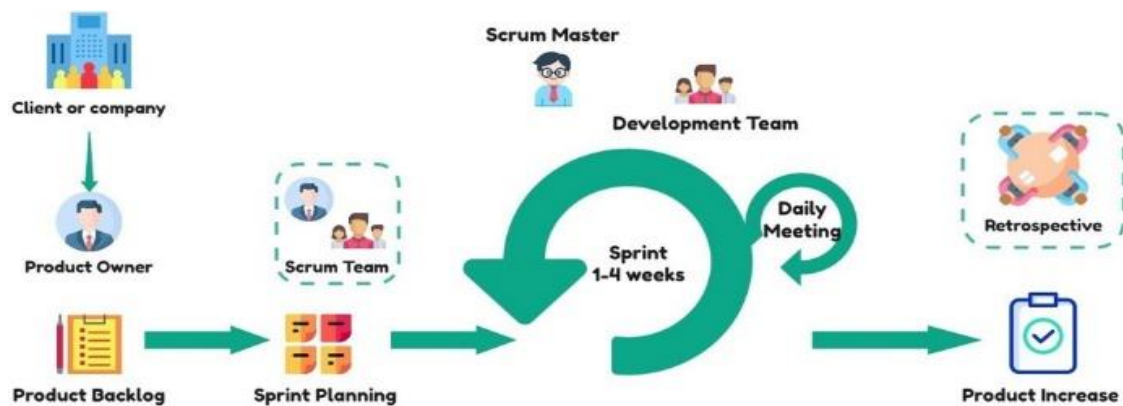 Scrum Master
Client or company
Development Team
Daily
Meeting
Product Owner
Scrum Team
Sprint
1-4 weeks
Retrospective
Product Backlog
Sprint Planning
Product Increase